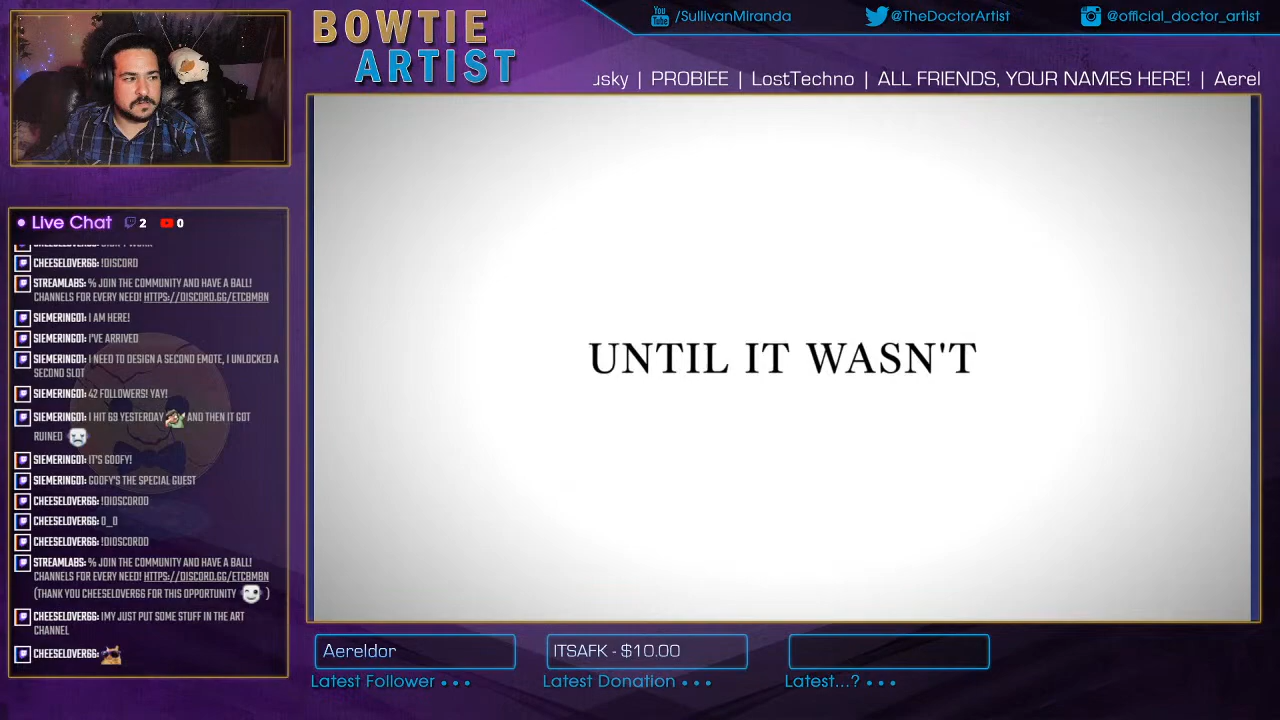 BOWTIE
ARTIST
You
Tube
/SullivanMiranda
@TheDoctorArtist
@official_doctor_artist
usky | PROBIEE | LostTechno | ALL FRIENDS, YOUR NAMES HERE! | Aerel
Live Chat 2 0
CHEESELOVER66: !DISCORD
STREAMLABS: % JOIN THE COMMUNITY AND HAVE A BALL!
CHANNELS FOR EVERY NEED! HTTPS://DISCORD.GG/ETC8M8N
SIEMERING01: I AM HERE!
SIEMERING01: I'VE ARRIVED
SIEMERING01: I NEED TO DESIGN A SECOND EMOTE, I UNLOCKED A
SECOND SLOT
SIEMERING01: 42 FOLLOWERS! YAY!
SIEMERING01: I HIT 69 YESTERDAY AND THEN IT GOT
RUINED
SIEMERING01: IT'S GOOFY!
SIEMERING01: GOOFY'S THE SPECIAL GUEST
CHEESELOVER66: !DIOSCORDD
CHEESELOVER66: O_O
CHEESELOVER66: !DIOSCORDD
STREAMLABS: % JOIN THE COMMUNITY AND HAVE A BALL!
CHANNELS FOR EVERY NEED! HTTPS://DISCORD.GG/ETC8M8N
(THANK YOU CHEESELOVER66 FOR THIS OPPORTUNITY )
CHEESELOVER66: IMY JUST PUT SOME STUFF IN THE ART
CHANNEL
CHEESELOVER66:
UNTIL IT WASN'T
Aereldor
Latest Follower •••
ITSAFK - $10.00
Latest Donation •••
Latest...? •••